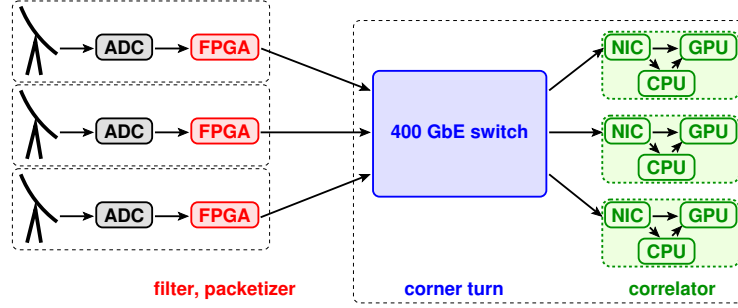 ADC FPGA NIC GPU
CPU
ADC FPGA 400 GbE switch NIC GPU
CPU
ADC FPGA NIC GPU
CPU
filter, packetizer corner turn correlator